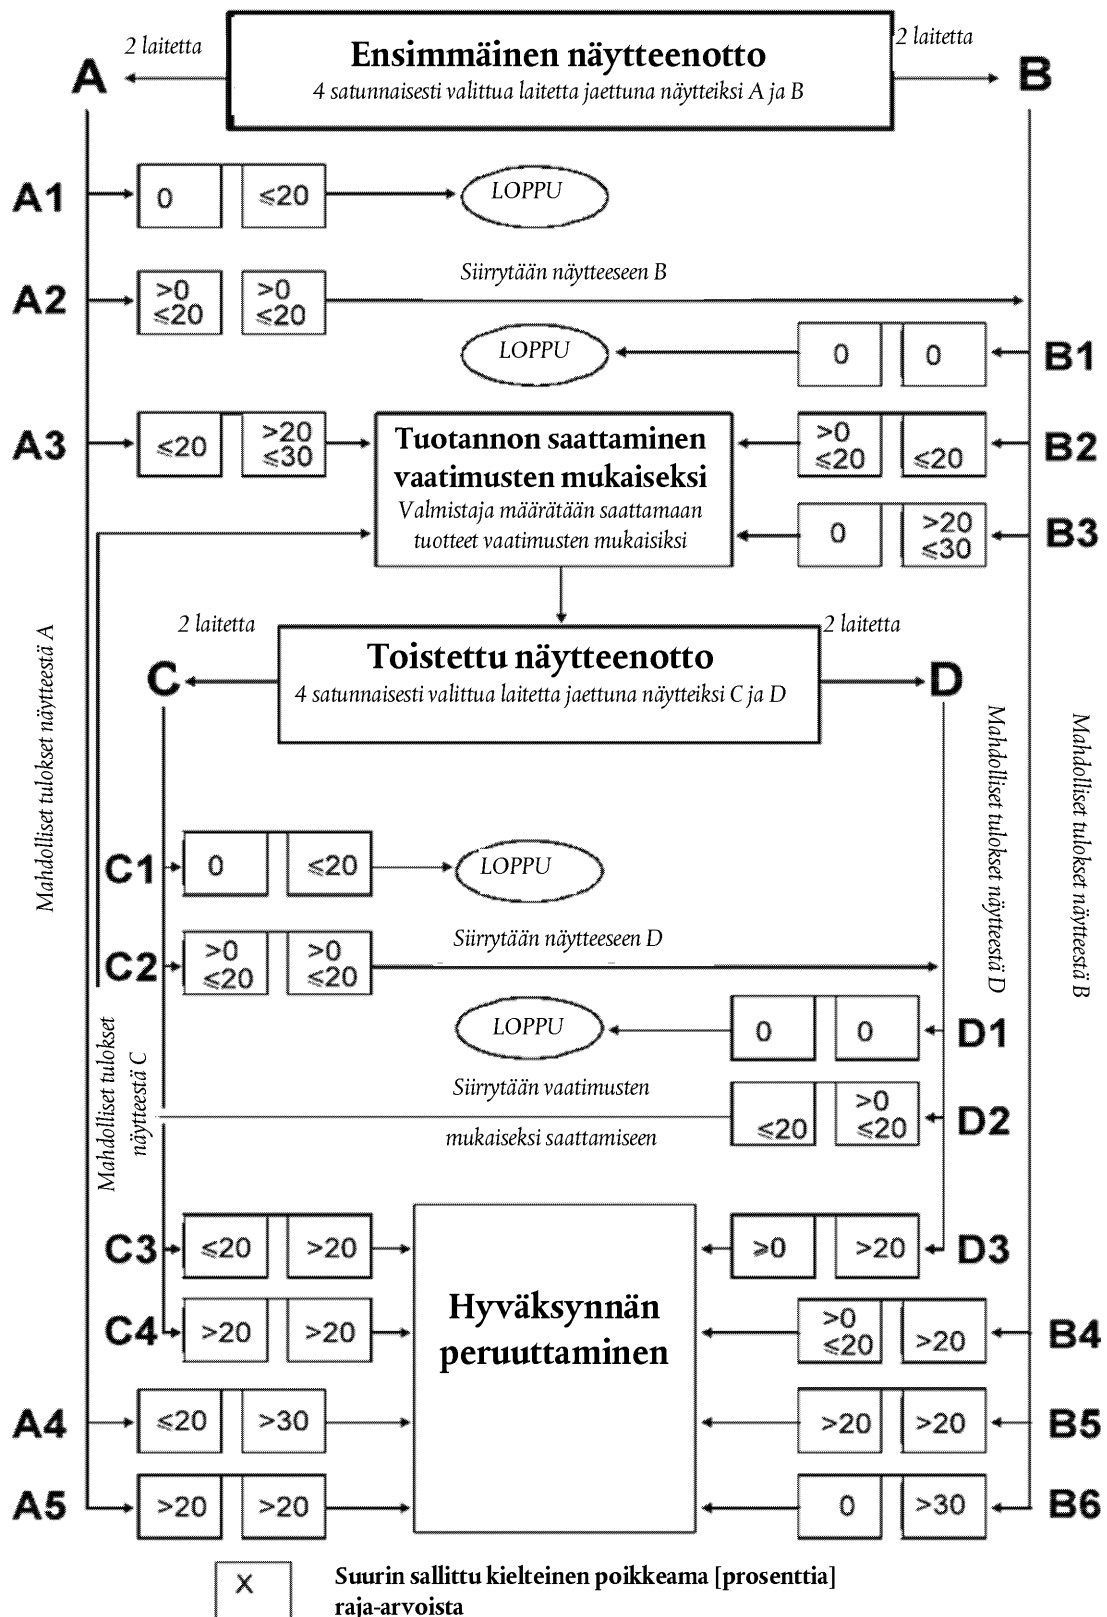 2 laitetta
Ensimmäinen näytteenotto
2 laitetta
A
4 satunnaisesti valittua laitetta jaettuna näytteiksi A ja B
B
A1
0
≤20
LOPPU
A2
>0
≤20
>0
≤20
Siirrytään näytteeseen B
LOPPU
0
0
B1
A3
≤20
>20
≤30
Tuotannon saattaminen
vaatimusten mukaiseksi
Valmistaja määrätään saattamaan
tuotteet vaatimusten mukaisiksi
>0
≤20
≤20
B2
0
>20
≤30
B3
2 laitetta
Toistettu näytteenotto
2 laitetta
C
4 satunnaisesti valittua laitetta jaettuna näytteiksi C ja D
D
Mahdolliset tulokset näytteestä A
Mahdolliset tulokset näytteestä D
Mahdolliset tulokset näytteestä B
C1
0
≤20
LOPPU
C2
>0
≤20
>0
≤20
Siirrytään näytteeseen D
LOPPU
0
0
D1
Mahdolliset tulokset
näytteestä C
Siirrytään vaatimusten
mukaiseksi saattamiseen
≤20
>0
≤20
D2
C3
≤20
>20
Hyväksynnän
peruuttaminen
≥0
>20
D3
C4
>20
>20
>0
≤20
>20
B4
A4
≤20
>30
>20
>20
B5
A5
>20
>20
0
>30
B6
X
Suurin sallittu kielteinen poikkeama [prosenttia]
raja-arvoista